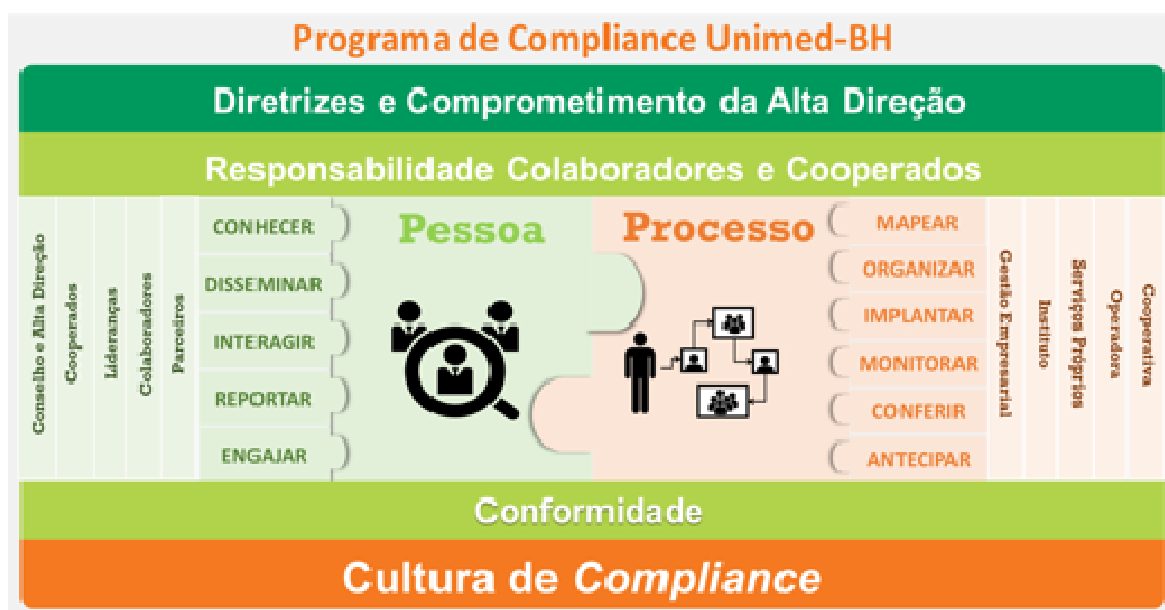 Programa de Compliance Unimed-BH
Diretrizes e Comprometimento da Alta Direção
Responsabilidade Colaboradores e Cooperados
Conselho e Alta Direção
Cooperados
Lideranças
Colaboradores
Parceiros
CONHECER
DISSEMINAR
INTERAGIR
REPORTAR
ENGAJAR
Pessoa
Processo
MAPEAR
ORGANIZAR
IMPLANTAR
MONITORAR
CONFERIR
ANTECIPAR
Gestão Empresarial
Instituto
Serviços Próprios
Operadora
Cooperativa
Conformidade
Cultura de Compliance